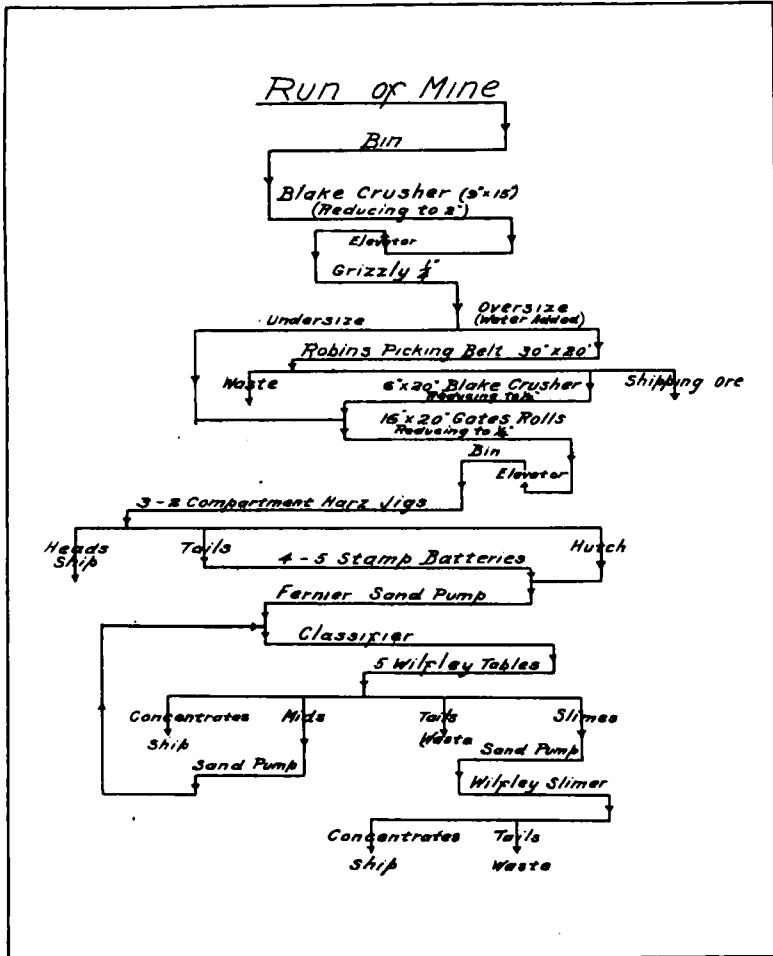 Run of Mine
Bin
Blake Crusher (9"x15")
(Reducing to 2")
Elevator
Grizzly 1/4"
Undersize
Oversize
(Water Added)
Robins Picking Belt 30"x20'
Waste
6"x20" Blake Crusher
Reducing to
Shipping Ore
16"x20" Gates Rolls
Reducing to
Bin
Elevator
3-2 Compartment Harz Jigs
Heads
Ship
Tails
Hutch
4-5 Stamp Batteries
Fernier Sand Pump
Classifier
5 Wilfley Tables
Concentrates
Ship
Mids
Tails
Waste
Slimes
Sand Pump
Sand Pump
Wilfley Slimer
Concentrates
Ship
Tails
Waste